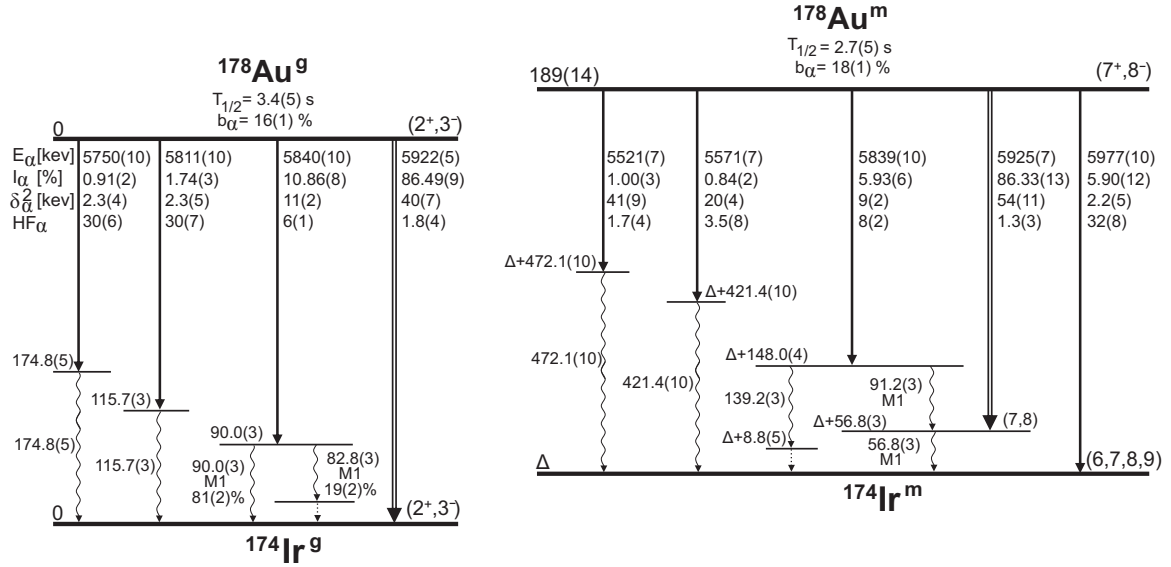 178Au^g
T1/2 = 3.4(5) s
bα = 16(1) %
0 (2+,3−)
Eα[kev] 5750(10) 5811(10) 5840(10) 5922(5)
Iα [%] 0.91(2) 1.74(3) 10.86(8) 86.49(9)
δ²α[kev] 2.3(4) 2.3(5) 11(2) 40(7)
HFα 30(6) 30(7) 6(1) 1.8(4)
174.8(5)
115.7(3)
90.0(3)
174.8(5)
115.7(3)
90.0(3)
M1
81(2)%
82.8(3)
M1
19(2)%
0 (2+,3−)
174Ir^g
178Au^m
T1/2 = 2.7(5) s
bα = 18(1) %
189(14) (7+,8−)
5521(7) 5571(7) 5839(10) 5925(7) 5977(10)
1.00(3) 0.84(2) 5.93(6) 86.33(13) 5.90(12)
41(9) 20(4) 9(2) 54(11) 2.2(5)
1.7(4) 3.5(8) 8(2) 1.3(3) 32(8)
Δ+472.1(10)
Δ+421.4(10)
Δ+148.0(4)
472.1(10)
421.4(10)
139.2(3)
91.2(3)
M1
Δ+56.8(3) (7,8)
Δ+8.8(5)
56.8(3)
M1
Δ (6,7,8,9)
174Ir^m